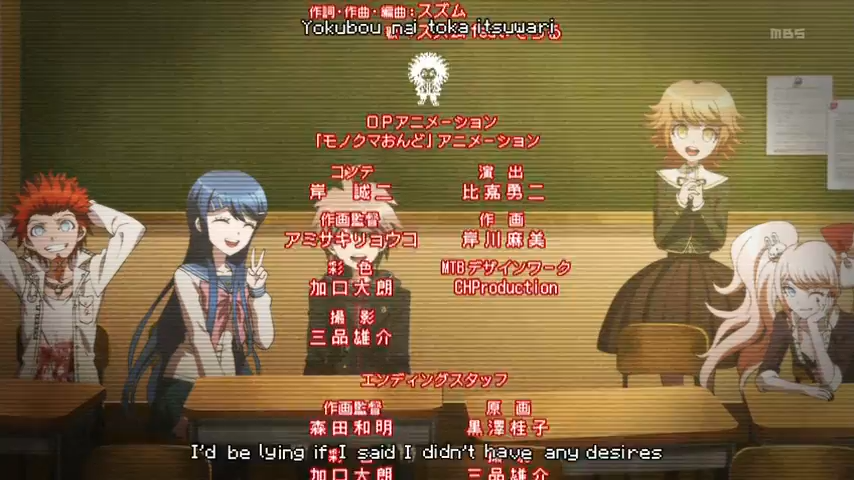 作詞・作曲・編曲：スズム
Yokubou nai toka itsuwari
MBS
OPアニメーション
「モノクマおんど」アニメーション
コンテ 演出
岸 誠二 比嘉勇二
作画監督 作画
アミサキリョウコ 岸川麻美
彩色 MTBデザインワーク
加口大朗 CHProduction
撮影
三品雄介
エンディングスタッフ
作画監督 原画
森田和明 黒澤桂子
I'd be lying if I said I didn't have any desires
加口大朗 三品雄介